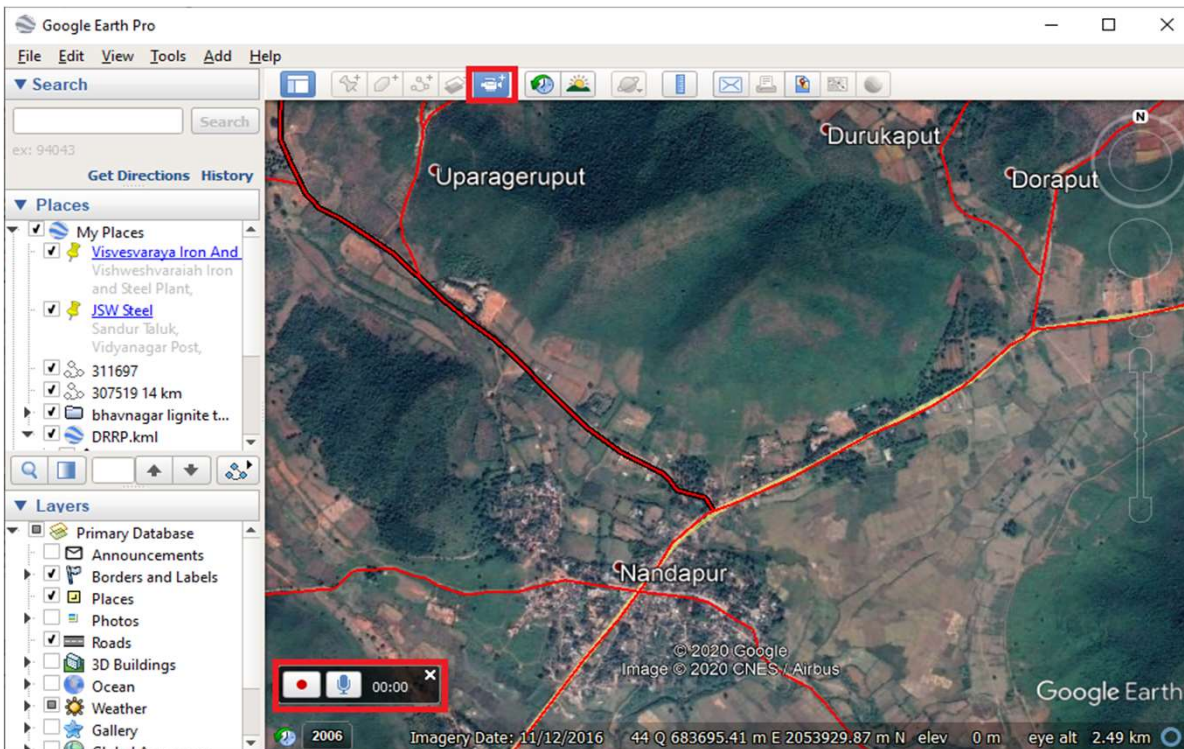 Google Earth Pro
File Edit View Tools Add Help
Search
Search
ex: 94043
Get Directions History
Places
My Places
Visvesvaraya Iron And
Vishweshvaraiah Iron
and Steel Plant,
JSW Steel
Sandur Taluk,
Vidyanagar Post,
311697
307519 14 km
bhavnagar lignite t...
DRRP.kml
Layers
Primary Database
Announcements
Borders and Labels
Places
Photos
Roads
3D Buildings
Ocean
Weather
Gallery
N
Durukaput
Uparageruput
Doraput
Nandapur
© 2020 Google
Image © 2020 CNES / Airbus
Google Earth
00:00
2006
Imagery Date: 11/12/2016 44 Q 683695.41 m E 2053929.87 m N elev 0 m eye alt 2.49 km